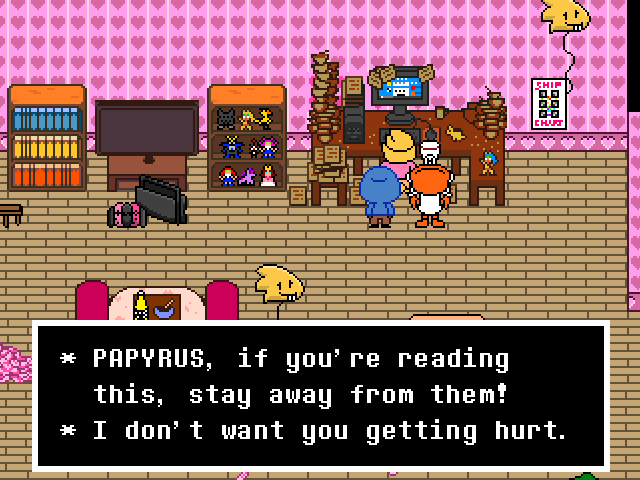 SHIP
CHART
* PAPYRUS, if you're reading
this, stay away from them!
* I don't want you getting hurt.